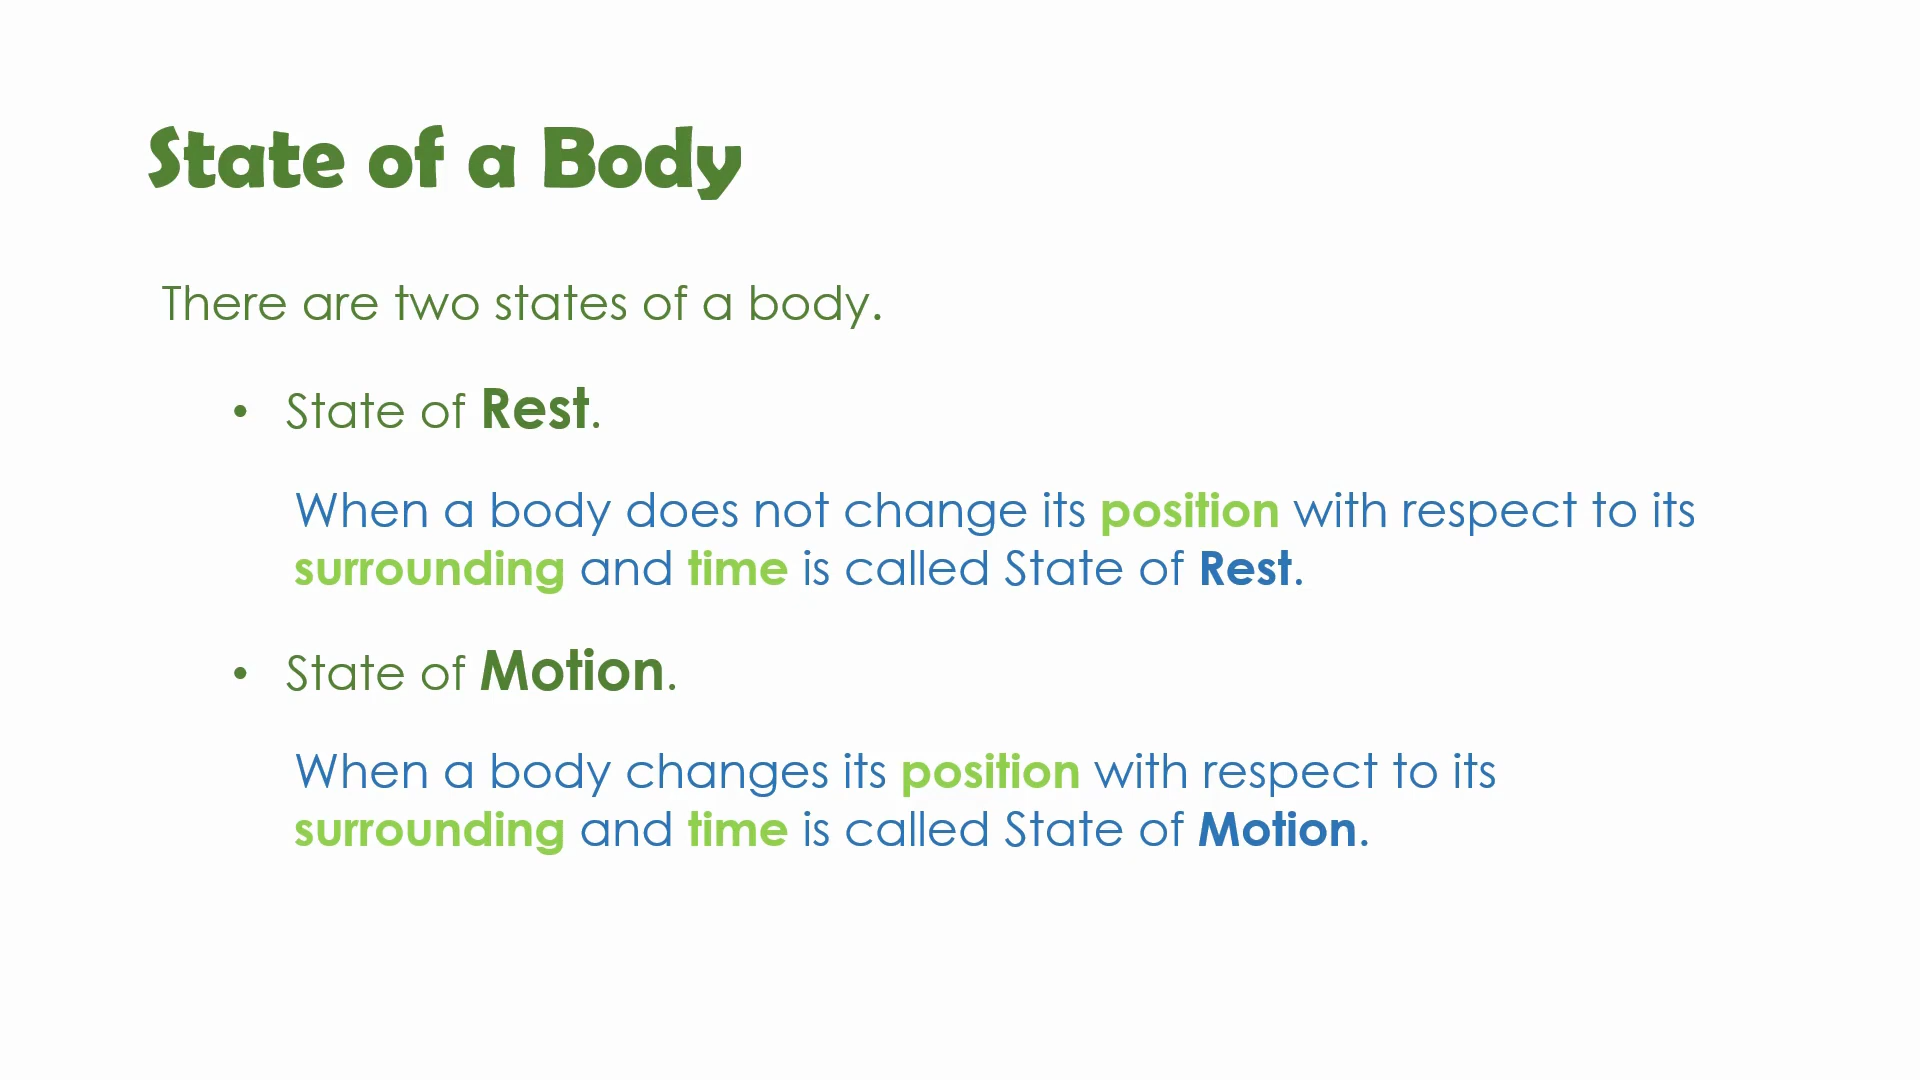 State of a Body
There are two states of a body.
• State of Rest.
When a body does not change its position with respect to its
surrounding and time is called State of Rest.
• State of Motion.
When a body changes its position with respect to its
surrounding and time is called State of Motion.